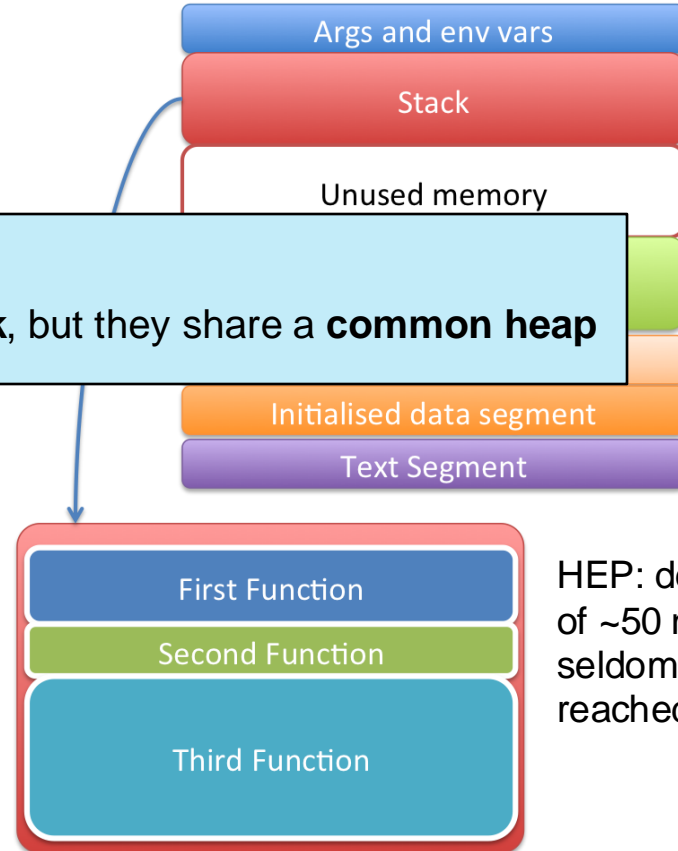 Args and env vars
Stack
Unused memory
, but they share a common heap
Initialised data segment
Text Segment
First Function
Second Function
Third Function
HEP:
of ~50
seldom
reached